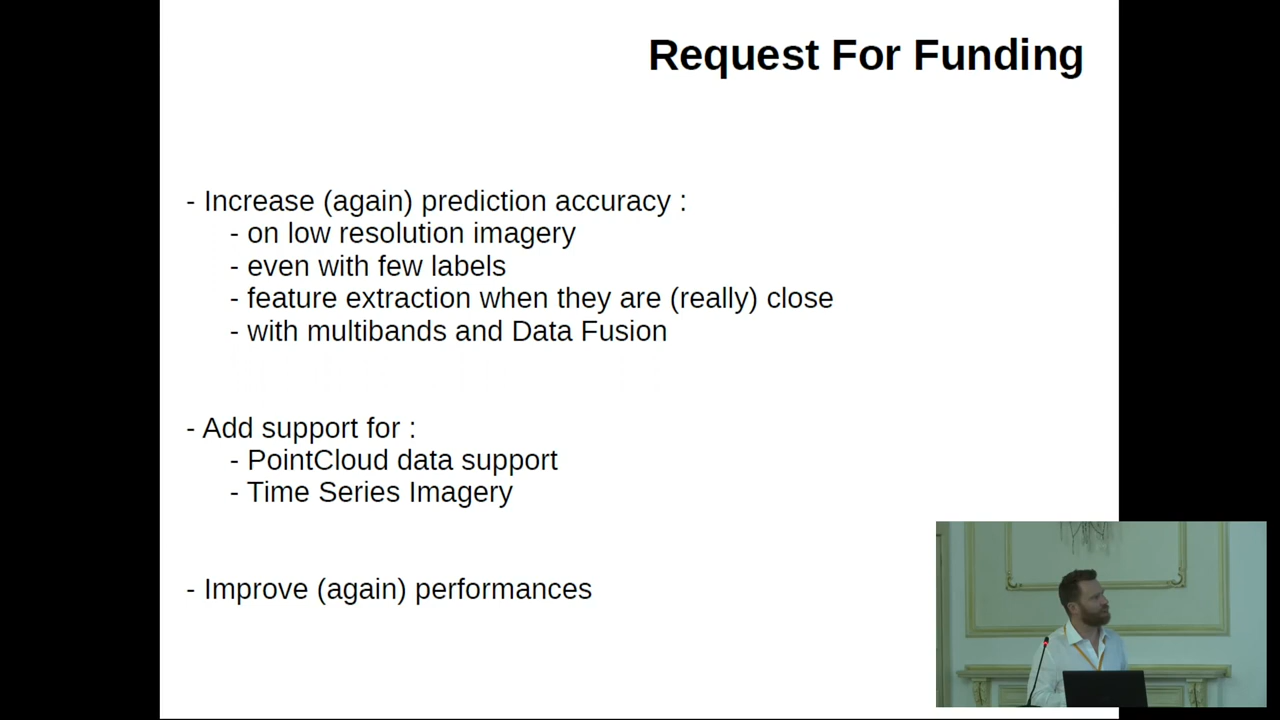 Request For Funding
- Increase (again) prediction accuracy :
- on low resolution imagery
- even with few labels
- feature extraction when they are (really) close
- with multibands and Data Fusion
- Add support for :
- PointCloud data support
- Time Series Imagery
- Improve (again) performances